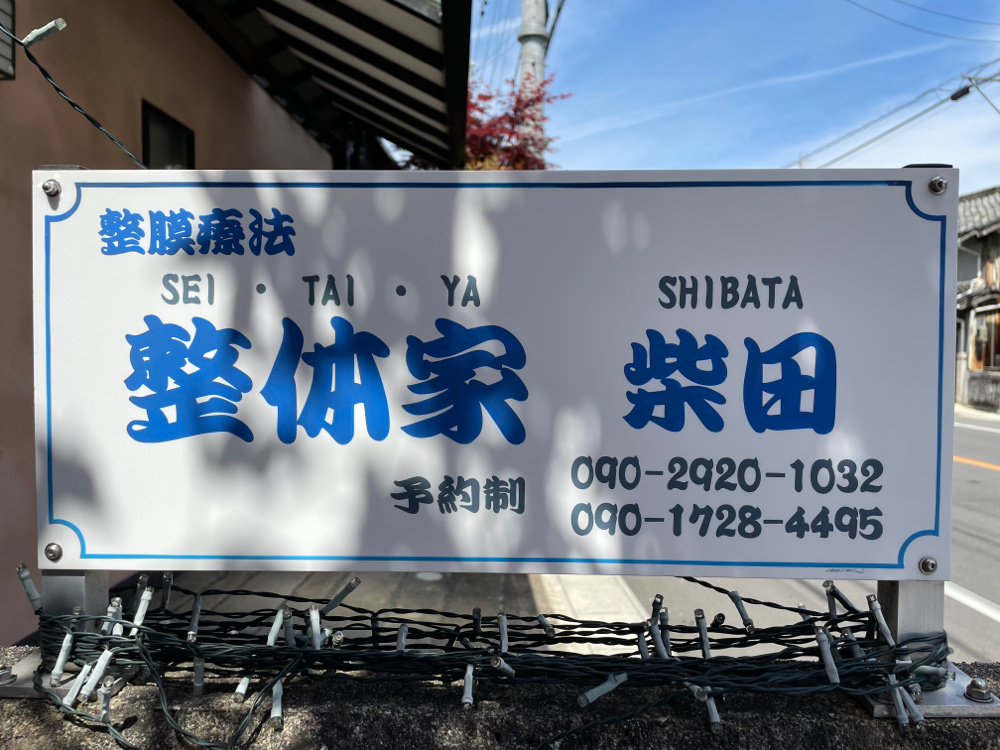 整膜療法
SEI・TAI・YA SHIBATA
整体家 柴田
予約制 090-2920-1032
090-1728-4495